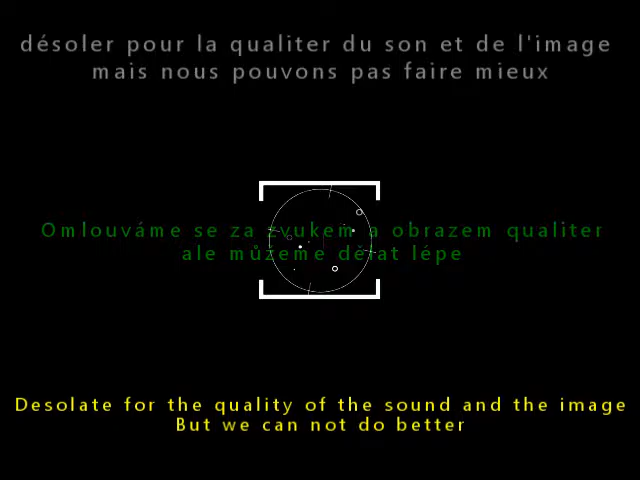 désoler pour la qualiter du son et de l'image
mais nous pouvons pas faire mieux
Omlouváme se za zvukem a obrazem qualiter
ale můžeme dělat lépe
Desolate for the quality of the sound and the image
But we can not do better